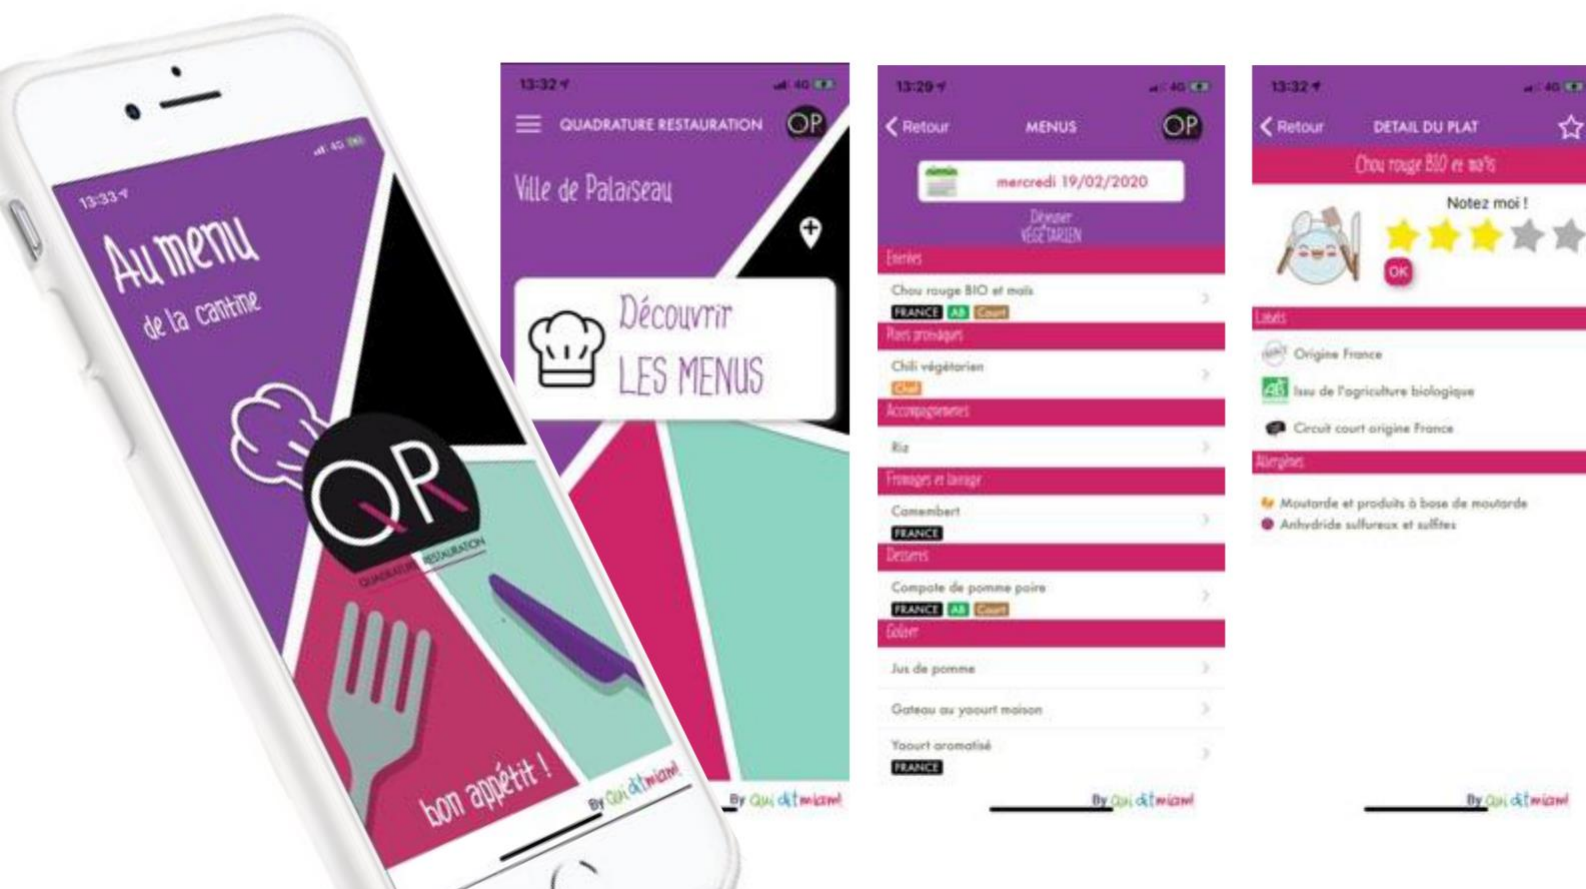 13:33
4G
Au menu
de la cantine
QR
QUADRATURE RESTAURATION
bon appétit !
By Qui dit miam!
13:32
4G
QUADRATURE RESTAURATION
QR
Ville de Palaiseau
Découvrir
LES MENUS
By Qui dit miam!
13:29
4G
Retour
MENUS
QR
mercredi 19/02/2020
Déjeuner
VÉGÉTARIEN
Entrées
Chou rouge BIO et maïs
FRANCE AB Court
Plats protidiques
Chili végétarien
Chef
Accompagnements
Riz
Fromages et laitage
Camembert
FRANCE
Desserts
Compote de pomme poire
FRANCE AB Court
Goûter
Jus de pomme
Gateau au yaourt maison
Yaourt aromatisé
FRANCE
By Qui dit miam!
13:32
4G
Retour
DETAIL DU PLAT
Chou rouge BIO et maïs
Notez moi !
OK
Labels
Origine France
AB Issu de l'agriculture biologique
Circuit court origine France
Allergènes
Moutarde et produits à base de moutarde
Anhydride sulfureux et sulfites
By Qui dit miam!